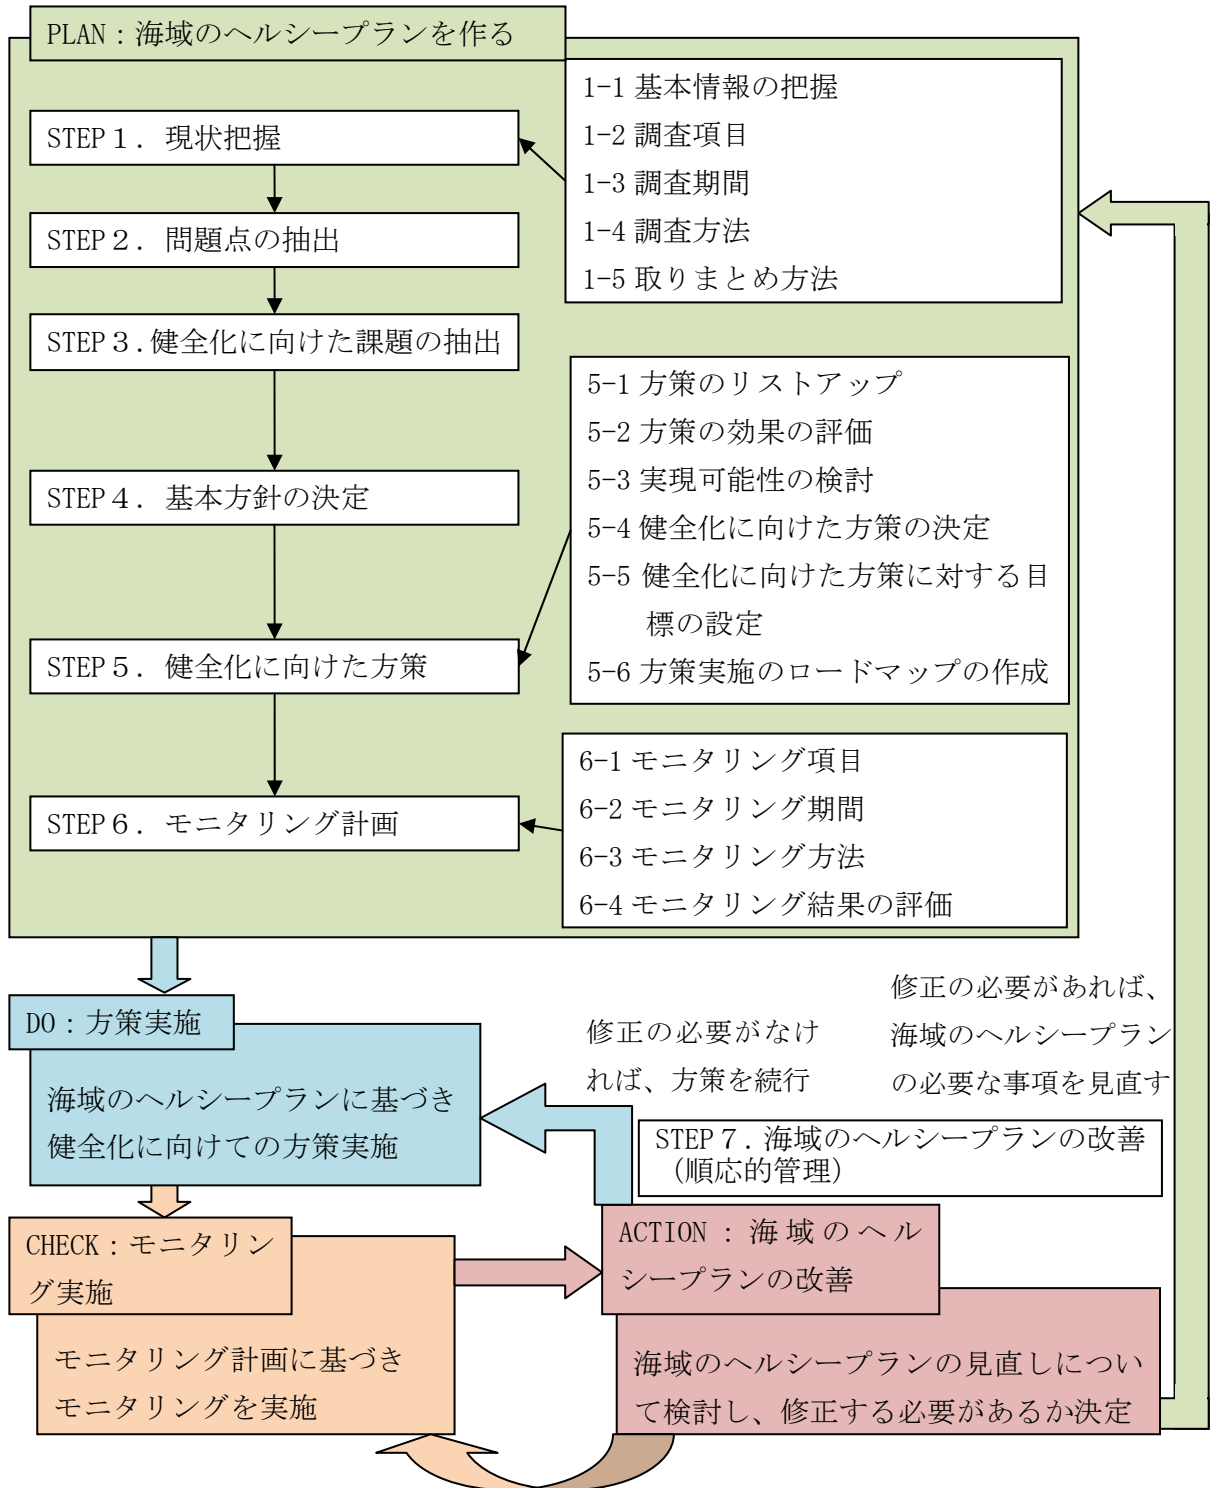 PLAN：海域のヘルシープランを作る
1-1 基本情報の把握
1-2 調査項目
1-3 調査期間
1-4 調査方法
1-5 取りまとめ方法
STEP１．現状把握
STEP２．問題点の抽出
STEP３.健全化に向けた課題の抽出
5-1 方策のリストアップ
5-2 方策の効果の評価
5-3 実現可能性の検討
5-4 健全化に向けた方策の決定
5-5 健全化に向けた方策に対する目
標の設定
5-6 方策実施のロードマップの作成
STEP４．基本方針の決定
STEP５．健全化に向けた方策
6-1 モニタリング項目
6-2 モニタリング期間
6-3 モニタリング方法
6-4 モニタリング結果の評価
STEP６．モニタリング計画
DO：方策実施
海域のヘルシープランに基づき
健全化に向けての方策実施
修正の必要がなけ
れば、方策を続行
修正の必要があれば、
海域のヘルシープラン
の必要な事項を見直す
STEP７.海域のヘルシープランの改善
（順応的管理）
CHECK：モニタリン
グ実施
モニタリング計画に基づき
モニタリングを実施
ACTION：海域のヘル
シープランの改善
海域のヘルシープランの見直しについ
て検討し、修正する必要があるか決定